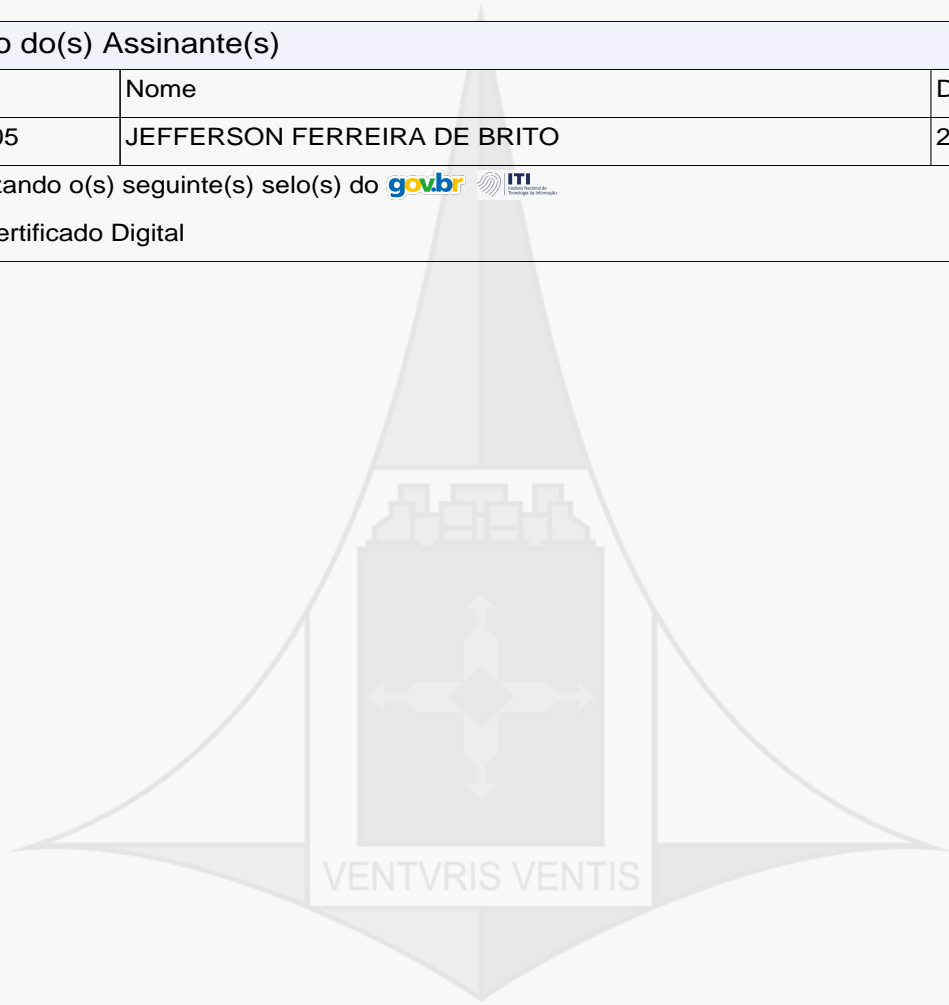 o do(s) Assinante(s)
Nome D
05 JEFFERSON FERREIRA DE BRITO 2
zando o(s) seguinte(s) selo(s) do gov.br ITI
ertificado Digital
VENTVRIS VENTIS